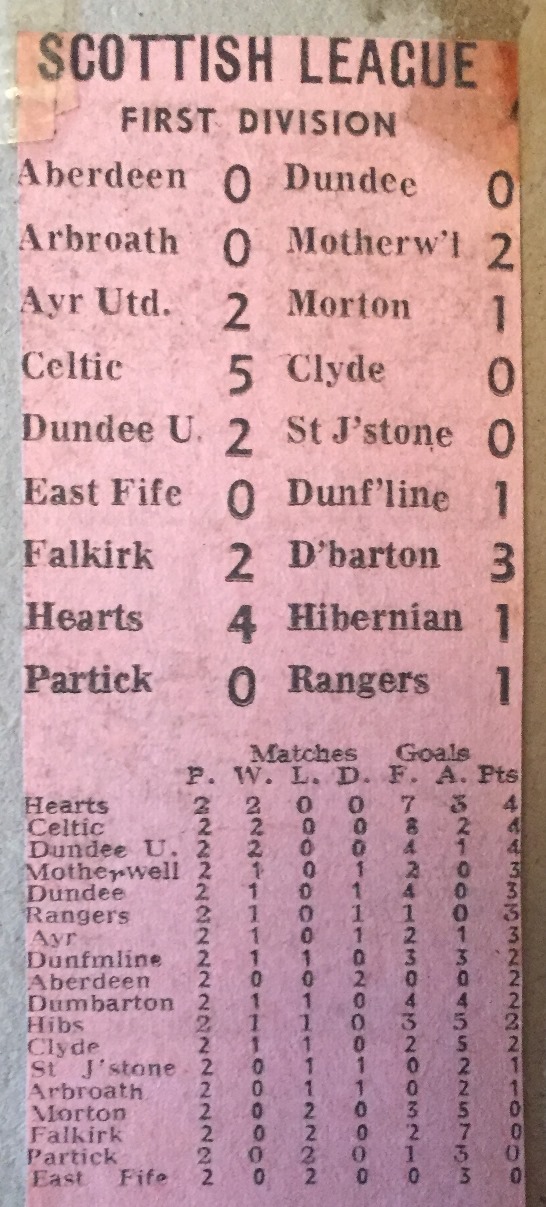 SCOTTISH LEAGUE
FIRST DIVISION
Aberdeen 0 Dundee 0
Arbroath 0 Motherw'l 2
Ayr Utd. 2 Morton 1
Celtic 5 Clyde 0
Dundee U. 2 St J'stone 0
East Fife 0 Dunf'line 1
Falkirk 2 D'barton 3
Hearts 4 Hibernian 1
Partick 0 Rangers 1
Matches Goals
P. W. L. D. F. A. Pts
Hearts 2 2 0 0 7 3 4
Celtic 2 2 0 0 8 2 4
Dundee U. 2 2 0 0 4 1 4
Motherwell 2 1 0 1 2 0 3
Dundee 2 1 0 1 4 0 3
Rangers 2 1 0 1 1 0 3
Ayr 2 1 0 1 2 1 3
Dunfmline 2 1 1 0 3 3 2
Aberdeen 2 0 0 2 0 0 2
Dumbarton 2 1 1 0 4 4 2
Hibs 2 1 1 0 3 5 2
Clyde 2 1 1 0 2 5 2
St J'stone 2 0 1 1 0 2 1
Arbroath 2 0 1 1 0 2 1
Morton 2 0 2 0 3 5 0
Falkirk 2 0 2 0 2 7 0
Partick 2 0 2 0 1 3 0
East Fife 2 0 2 0 0 3 0